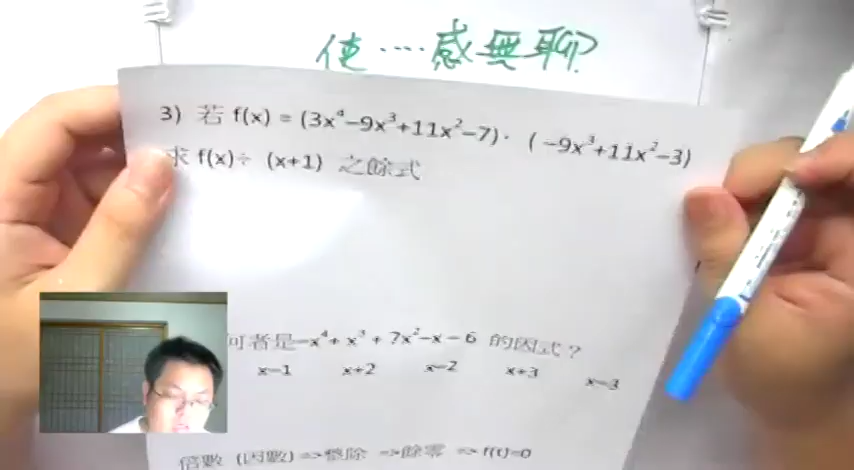 使....感無聊?
3) 若 f(x) = (3x⁴-9x³+11x²-7)·(-9x³+11x²-3)
求 f(x)÷ (x+1) 之餘式
何者是-x⁴+x³+7x²-x-6 的因式?
x-1 x+2 x-2 x+3 x-3
倍數 (因數)=>整除 =>餘零 => f(t)=0